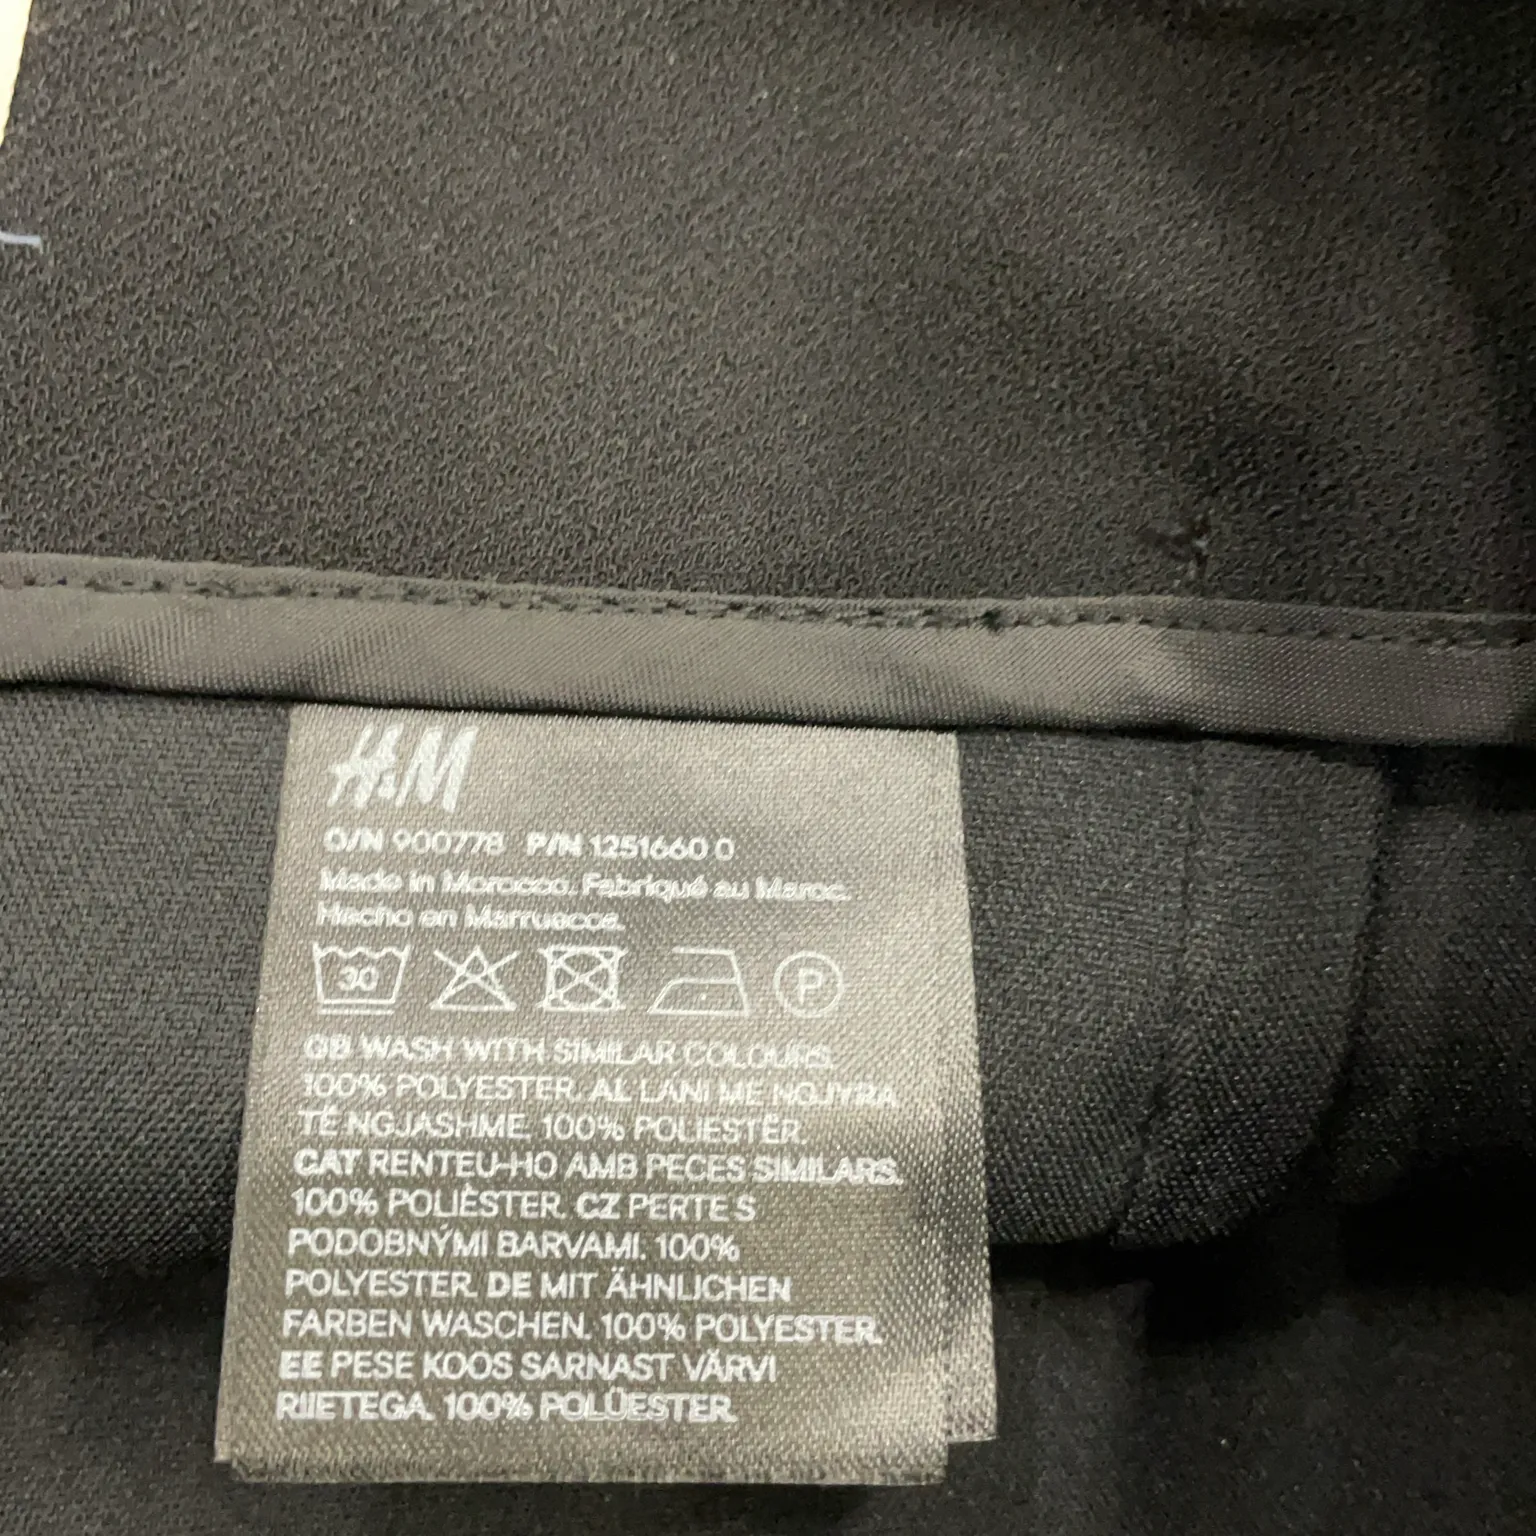 H&M
O/N 900778 P/N 1251660 0
Made in Morocco. Fabriqué au Maroc.
Hecho en Marruecos.
30 P
GB WASH WITH SIMILAR COLOURS.
100% POLYESTER. AL LANI ME NGJYRA
TË NGJASHME. 100% POLIESTËR.
CAT RENTEU-HO AMB PECES SIMILARS.
100% POLIÈSTER. CZ PERTE S
PODOBNÝMI BARVAMI. 100%
POLYESTER. DE MIT ÄHNLICHEN
FARBEN WASCHEN. 100% POLYESTER.
EE PESE KOOS SARNAST VÄRVI
RIIETEGA. 100% POLÜESTER.